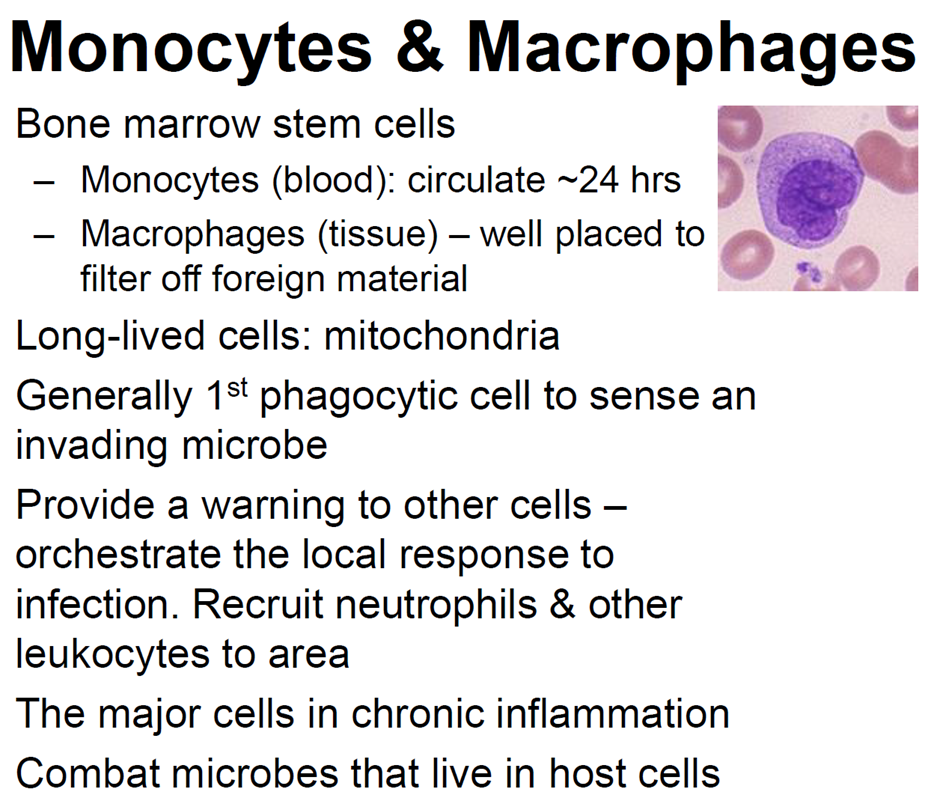 Monocytes & Macrophages
Bone marrow stem cells
– Monocytes (blood): circulate ~24 hrs
– Macrophages (tissue) – well placed to
filter off foreign material
Long-lived cells: mitochondria
Generally 1st phagocytic cell to sense an
invading microbe
Provide a warning to other cells –
orchestrate the local response to
infection. Recruit neutrophils & other
leukocytes to area
The major cells in chronic inflammation
Combat microbes that live in host cells